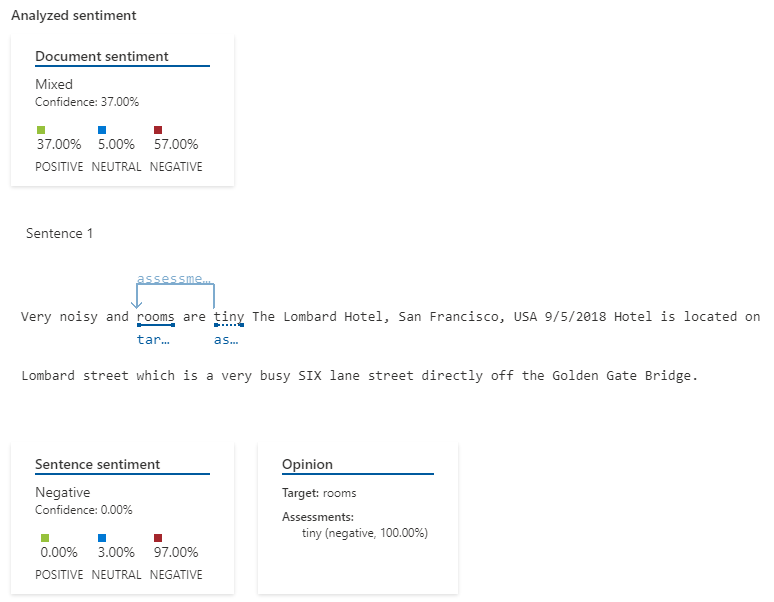 Analyzed sentiment
Document sentiment
Mixed
Confidence: 37.00%
37.00% 5.00% 57.00%
POSITIVE NEUTRAL NEGATIVE
Sentence 1
assessme...
Very noisy and rooms are tiny The Lombard Hotel, San Francisco, USA 9/5/2018 Hotel is located on
tar... as...
Lombard street which is a very busy SIX lane street directly off the Golden Gate Bridge.
Sentence sentiment
Negative
Confidence: 0.00%
0.00% 3.00% 97.00%
POSITIVE NEUTRAL NEGATIVE
Opinion
Target: rooms
Assessments:
tiny (negative, 100.00%)